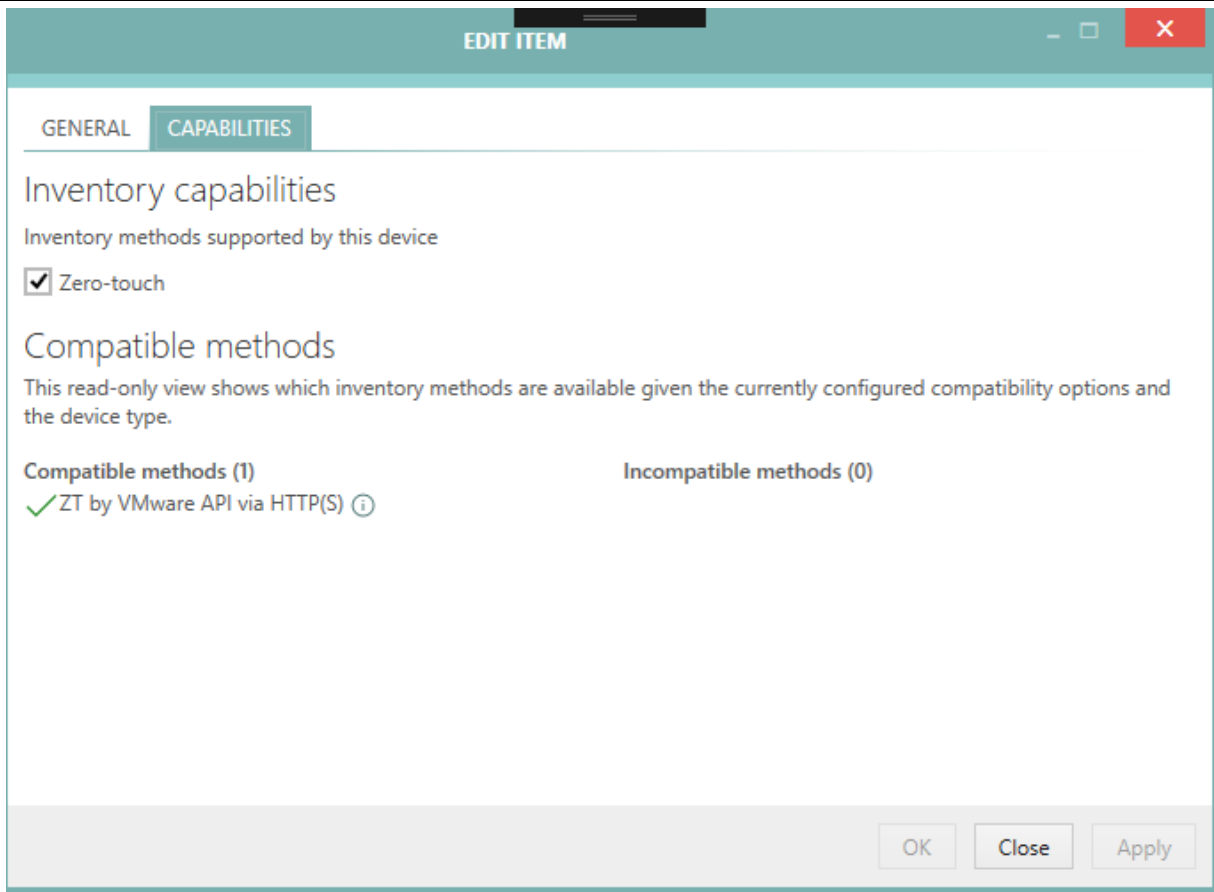 EDIT ITEM
GENERAL
CAPABILITIES
Inventory capabilities
Inventory methods supported by this device
Zero-touch
Compatible methods
This read-only view shows which inventory methods are available given the currently configured compatibility options and
the device type.
Compatible methods (1)
Incompatible methods (0)
ZT by VMware API via HTTP(S)
OK
Close
Apply